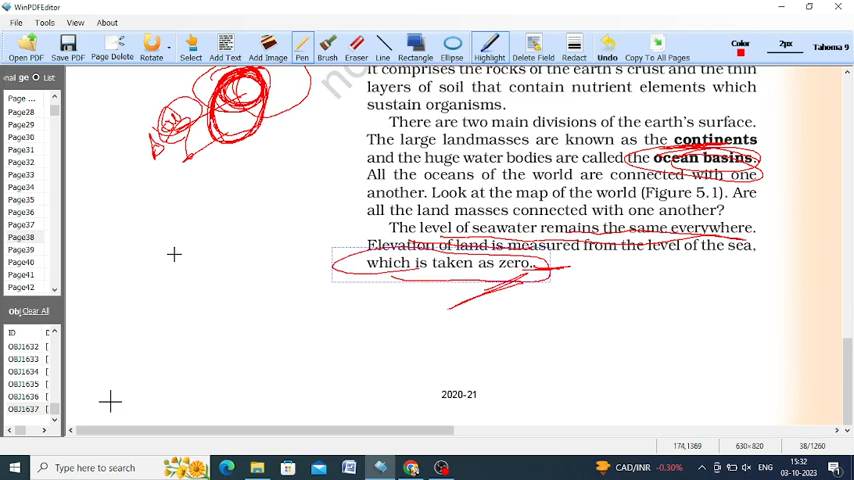 WinPDFEditor
File Tools View About
Open PDF Save PDF Page Delete Rotate Select Add Text Add Image Pen Brush Eraser Line Rectangle Ellipse Highlight Delete Field Redact Undo Copy To All Pages Color 2px Tahoma 9
nal ge List
Page ...
Page28
Page29
Page30
Page31
Page32
Page33
Page34
Page35
Page36
Page37
Page38
Page39
Page40
Page41
Page42
Obj Clear All
ID D
OBJ1632 [
OBJ1633 [
OBJ1634 [
OBJ1635 [
OBJ1636 [
OBJ1637 [
no
It comprises the rocks of the earth's crust and the thin
layers of soil that contain nutrient elements which
sustain organisms.
There are two main divisions of the earth's surface.
The large landmasses are known as the continents
and the huge water bodies are called the ocean basins.
All the oceans of the world are connected with one
another. Look at the map of the world (Figure 5.1). Are
all the land masses connected with one another?
The level of seawater remains the same everywhere.
Elevation of land is measured from the level of the sea,
which is taken as zero..
2020-21
174,1369 630×820 38/1260
Type here to search
CAD/INR -0.30%
ENG
15:32
03-10-2023